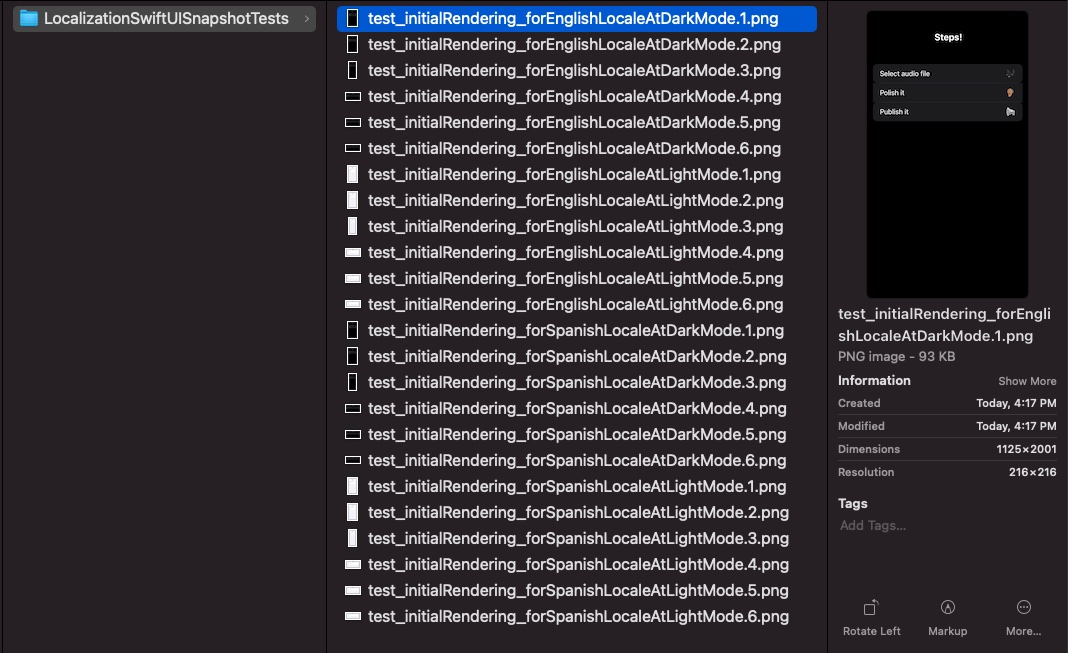 LocalizationSwiftUISnapshotTests
test_initialRendering_forEnglishLocaleAtDarkMode.1.png
test_initialRendering_forEnglishLocaleAtDarkMode.2.png
test_initialRendering_forEnglishLocaleAtDarkMode.3.png
test_initialRendering_forEnglishLocaleAtDarkMode.4.png
test_initialRendering_forEnglishLocaleAtDarkMode.5.png
test_initialRendering_forEnglishLocaleAtDarkMode.6.png
test_initialRendering_forEnglishLocaleAtLightMode.1.png
test_initialRendering_forEnglishLocaleAtLightMode.2.png
test_initialRendering_forEnglishLocaleAtLightMode.3.png
test_initialRendering_forEnglishLocaleAtLightMode.4.png
test_initialRendering_forEnglishLocaleAtLightMode.5.png
test_initialRendering_forEnglishLocaleAtLightMode.6.png
test_initialRendering_forSpanishLocaleAtDarkMode.1.png
test_initialRendering_forSpanishLocaleAtDarkMode.2.png
test_initialRendering_forSpanishLocaleAtDarkMode.3.png
test_initialRendering_forSpanishLocaleAtDarkMode.4.png
test_initialRendering_forSpanishLocaleAtDarkMode.5.png
test_initialRendering_forSpanishLocaleAtDarkMode.6.png
test_initialRendering_forSpanishLocaleAtLightMode.1.png
test_initialRendering_forSpanishLocaleAtLightMode.2.png
test_initialRendering_forSpanishLocaleAtLightMode.3.png
test_initialRendering_forSpanishLocaleAtLightMode.4.png
test_initialRendering_forSpanishLocaleAtLightMode.5.png
test_initialRendering_forSpanishLocaleAtLightMode.6.png
Steps!
Select audio file
Polish it
Publish it
test_initialRendering_forEngli
shLocaleAtDarkMode.1.png
PNG image - 93 KB
Information Show More
Created Today, 4:17 PM
Modified Today, 4:17 PM
Dimensions 1125×2001
Resolution 216×216
Tags
Add Tags...
Rotate Left Markup More...